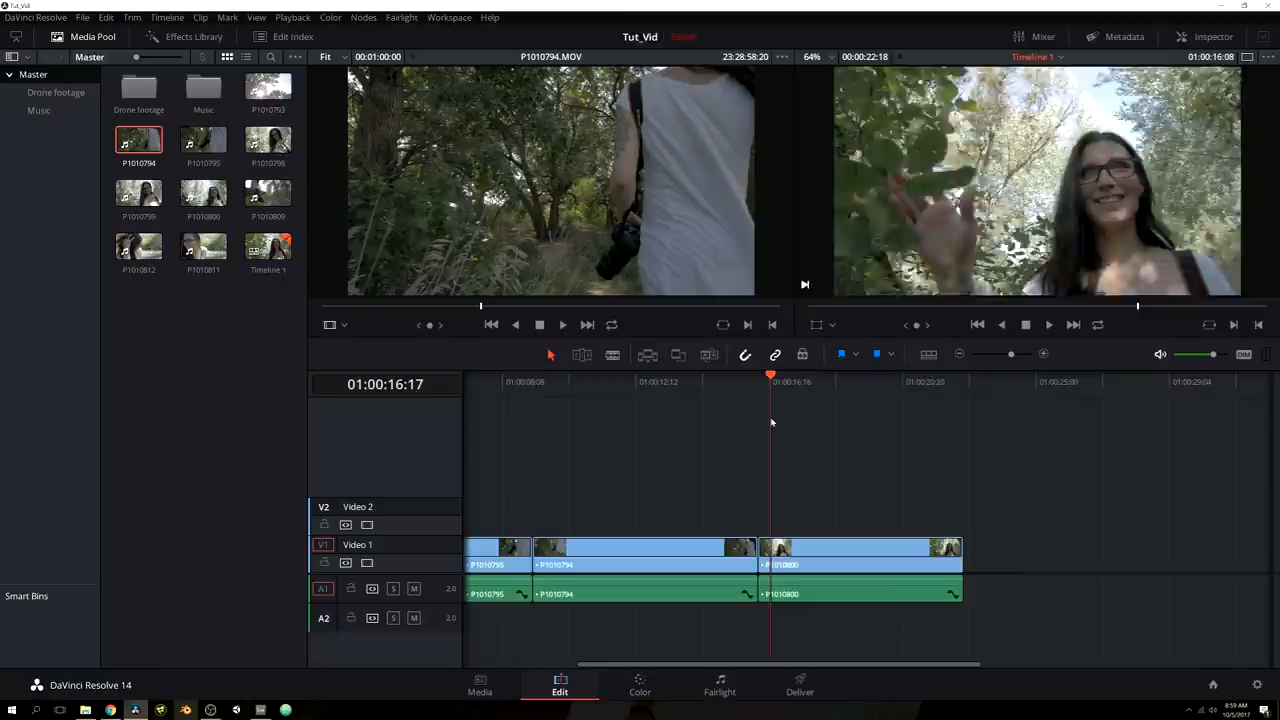 Tut_Vid
DaVinci Resolve File Edit Trim Timeline Clip Mark View Playback Color Nodes Fairlight Workspace Help
Media Pool Effects Library Edit Index Tut_Vid Edited Mixer Metadata Inspector
Master Fit 00:01:00:00 P1010794.MOV 23:28:58:20 64% 00:00:22:18 Timeline 1 01:00:16:08
Master
Drone footage
Music
Drone footage Music P1010793
P1010794 P1010795 P1010798
P1010799 P1010800 P1010809
P1010812 P1010811 Timeline 1
DIM
01:00:16:17 01:00:08:08 01:00:12:12 01:00:16:16 01:00:20:20 01:00:25:00 01:00:29:04
V2 Video 2
V1 Video 1
P1010795 P1010794 P1010800
A1 S M 2.0 P1010795 P1010794 P1010800
A2 S M 2.0
Smart Bins
DaVinci Resolve 14 Media Edit Color Fairlight Deliver
8:59 AM
10/5/2017